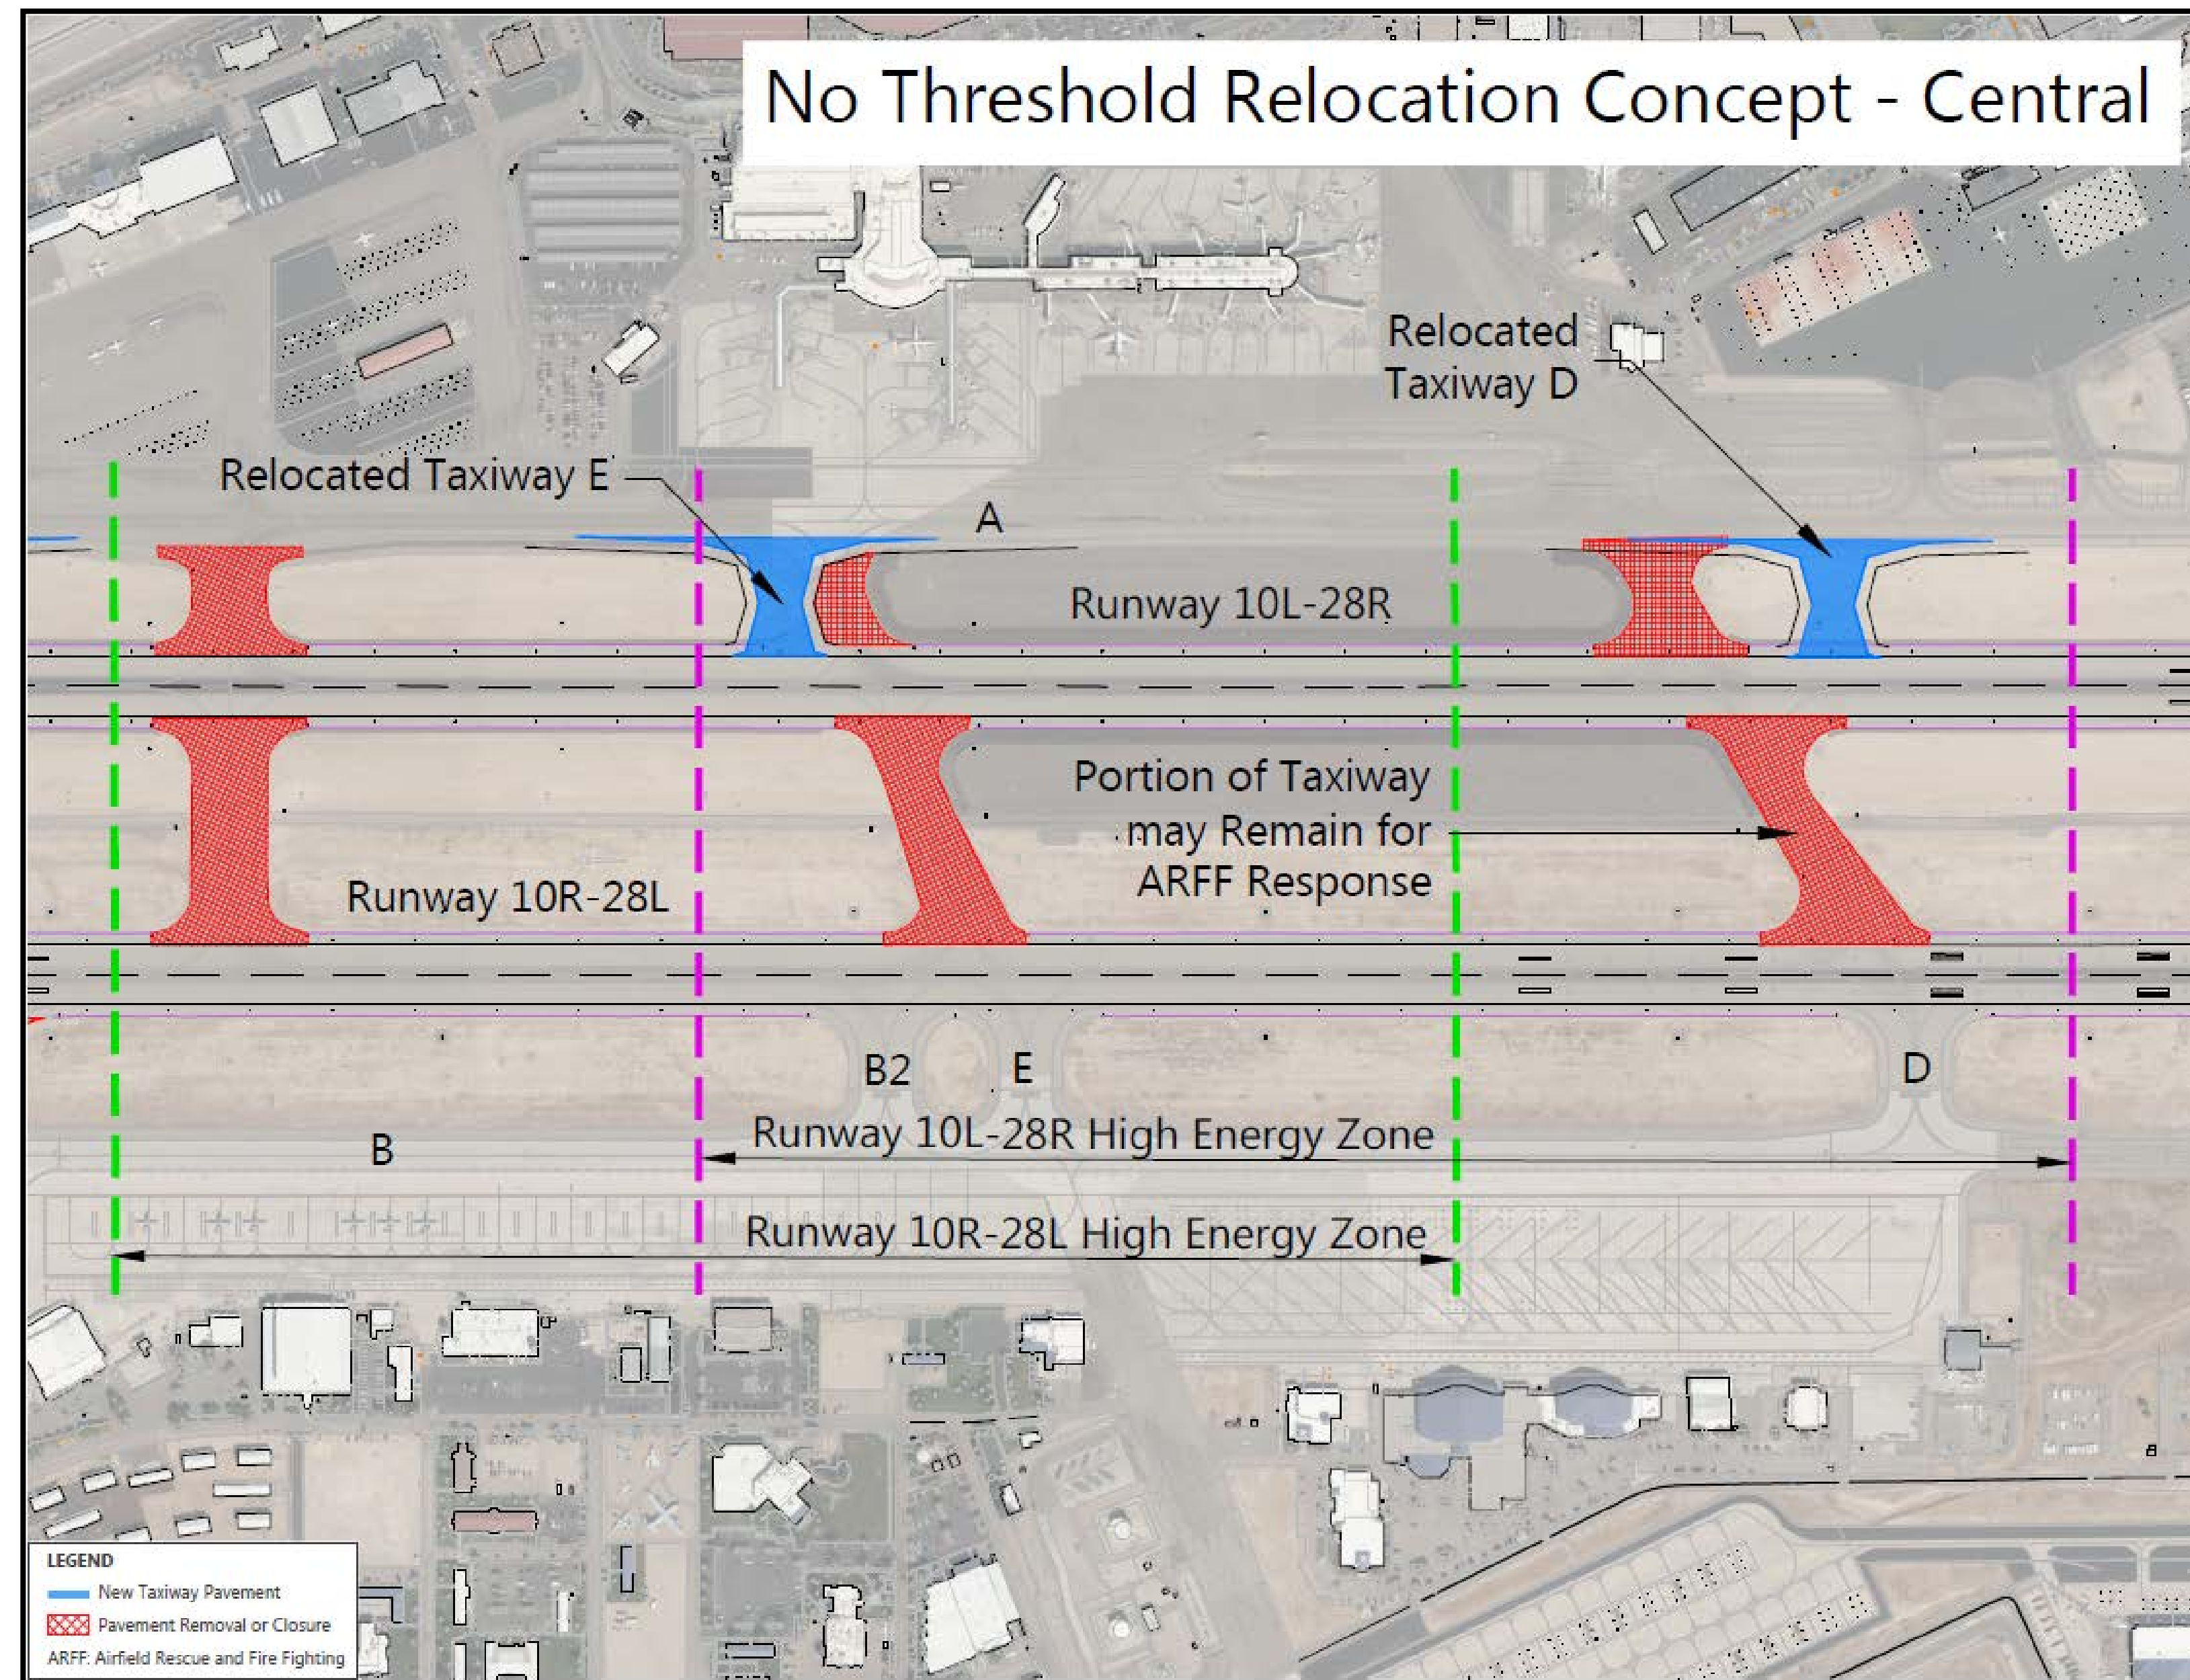 No Threshold Relocation Concept - Central
Relocated
Taxiway D
Relocated Taxiway E
A
Runway 10L-28R
Portion of Taxiway
may Remain for
ARFF Response
Runway 10R-28L
B2
E
D
Runway 10L-28R High Energy Zone
B
Runway 10R-28L High Energy Zone
LEGEND
New Taxiway Pavement
Pavement Removal or Closure
ARFF: Airfield Rescue and Fire Fighting